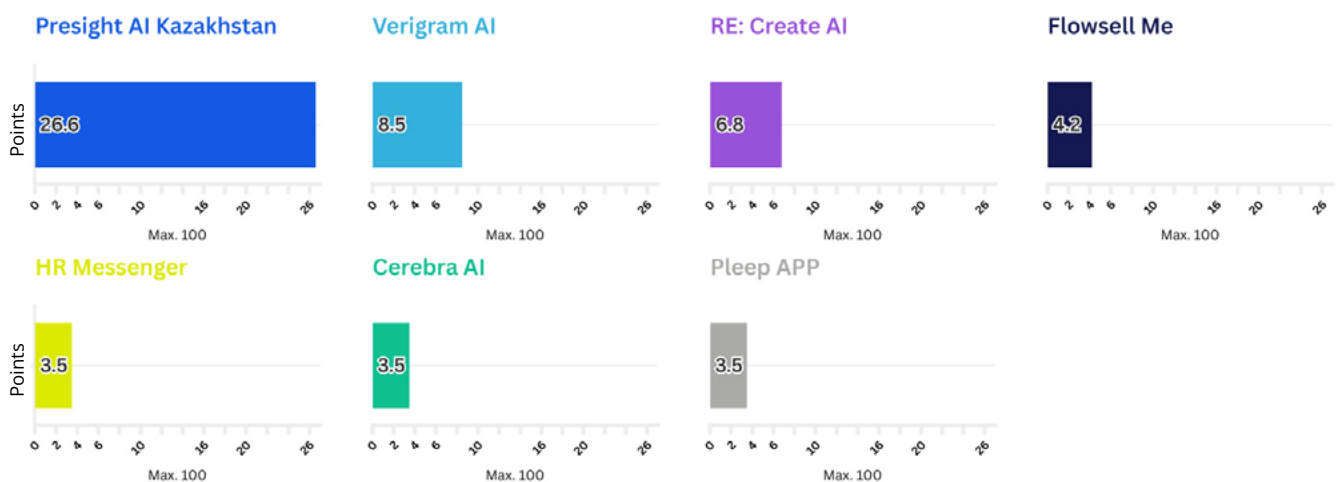 Presight AI Kazakhstan
Verigram AI
RE: Create AI
Flowsell Me
Points
26.6
8.5
6.8
4.2
0 2 4 6 10 16 20 26
0 2 4 6 10 16 20 26
0 2 4 6 10 16 20 26
0 2 4 6 10 16 20 26
Max. 100
Max. 100
Max. 100
Max. 100
HR Messenger
Cerebra AI
Pleep APP
Points
3.5
3.5
3.5
0 2 4 6 10 16 20 26
0 2 4 6 10 16 20 26
0 2 4 6 10 16 20 26
Max. 100
Max. 100
Max. 100